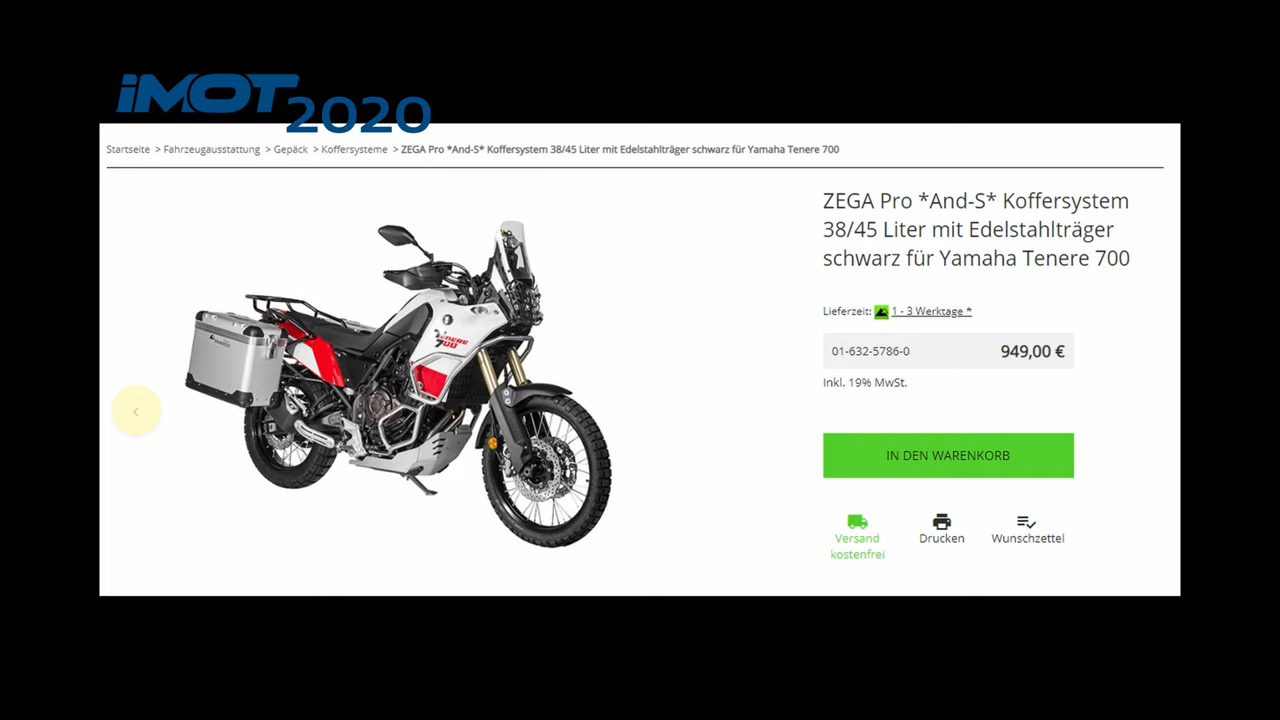 iMOT
2020
Startseite > Fahrzeugausstattung > Gepäck > Koffersysteme > ZEGA Pro *And-S* Koffersystem 38/45 Liter mit Edelstahlträger schwarz für Yamaha Tenere 700
ZEGA Pro *And-S* Koffersystem
38/45 Liter mit Edelstahlträger
schwarz für Yamaha Tenere 700
Lieferzeit: 1 - 3 Werktage *
01-632-5786-0 949,00 €
Inkl. 19% MwSt.
IN DEN WARENKORB
Versand
kostenfrei
Drucken
Wunschzettel
TENERE
700